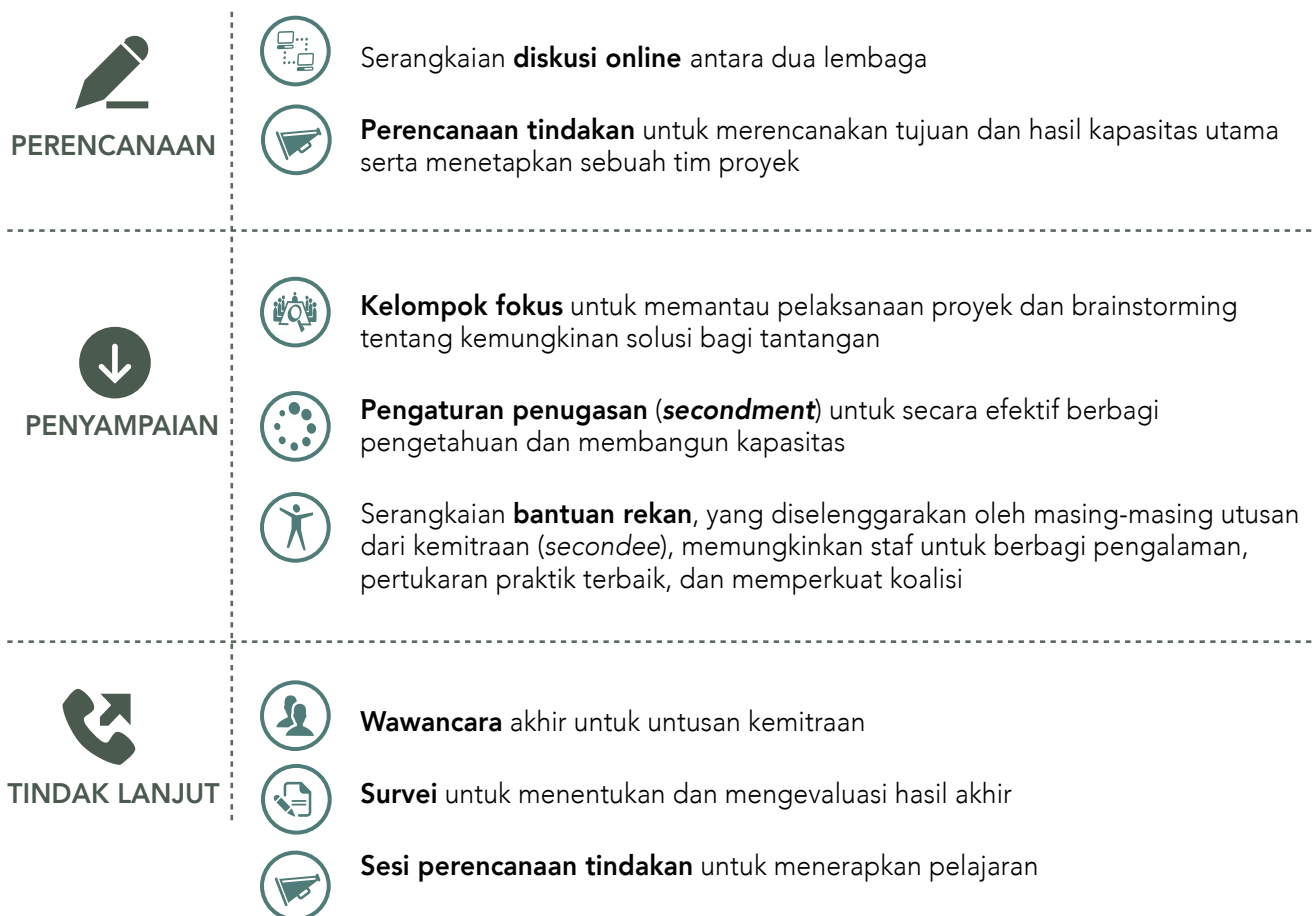 PERENCANAAN
Serangkaian diskusi online antara dua lembaga
Perencanaan tindakan untuk merencanakan tujuan dan hasil kapasitas utama
serta menetapkan sebuah tim proyek
PENYAMPAIAN
Kelompok fokus untuk memantau pelaksanaan proyek dan brainstorming
tentang kemungkinan solusi bagi tantangan
Pengaturan penugasan (secondment) untuk secara efektif berbagi
pengetahuan dan membangun kapasitas
Serangkaian bantuan rekan, yang diselenggarakan oleh masing-masing utusan
dari kemitraan (secondee), memungkinkan staf untuk berbagi pengalaman,
pertukaran praktik terbaik, dan memperkuat koalisi
TINDAK LANJUT
Wawancara akhir untuk untusan kemitraan
Survei untuk menentukan dan mengevaluasi hasil akhir
Sesi perencanaan tindakan untuk menerapkan pelajaran